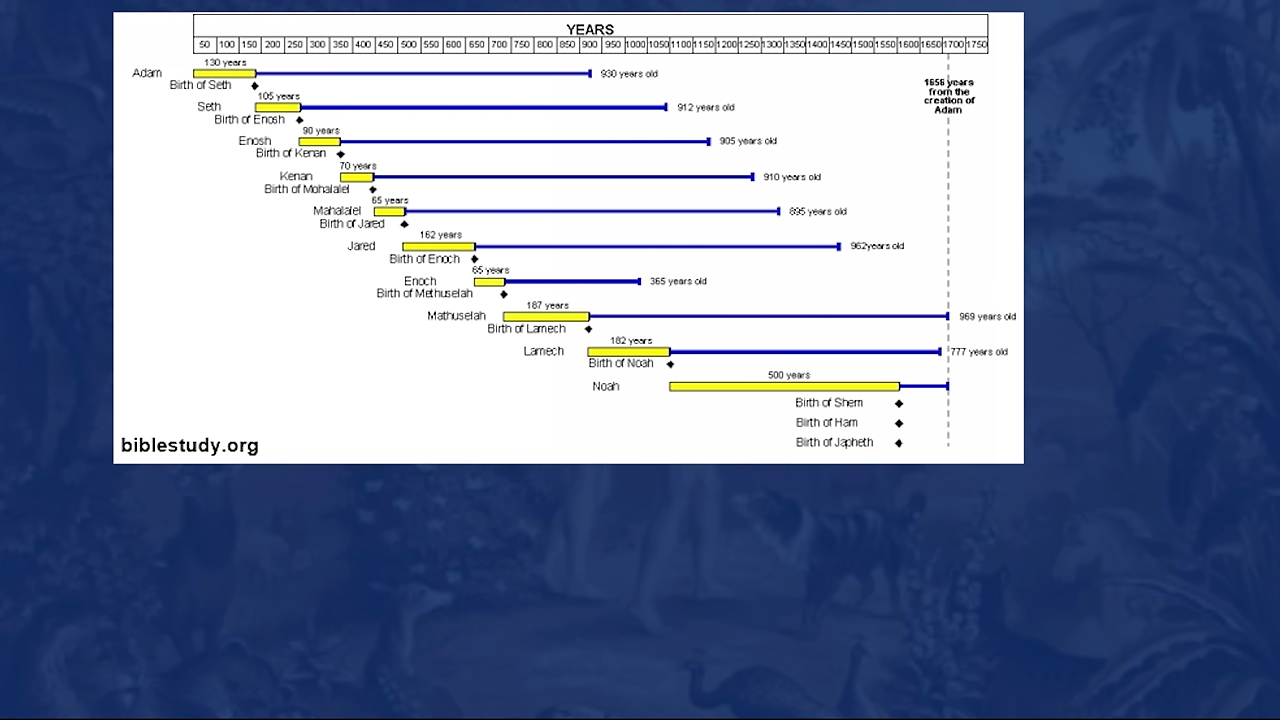 YEARS
50 100 150 200 250 300 350 400 450 500 550 600 650 700 750 800 850 900 950 1000 1050 1100 1150 1250 1250 1300 1350 1400 1450 1500 1550 1600 1650 1700 1750
130 years
Adam 930 years old
Birth of Seth
1656 years
from the
creation of
Adam
105 years
Seth 912 years old
Birth of Enosh
90 years
Enosh 905 years old
Birth of Kenan
70 years
Kenan 910 years old
Birth of Mohalalel
65 years
Mahalalel 895 years old
Birth of Jared
162 years
Jared 962years old
Birth of Enoch
65 years
Enoch 365 years old
Birth of Methuselah
187 years
Mathuselah 969 years old
Birth of Lamech
182 years
Lamech 777 years old
Birth of Noah
500 years
Noah
Birth of Shem
Birth of Ham
Birth of Japheth
biblestudy.org